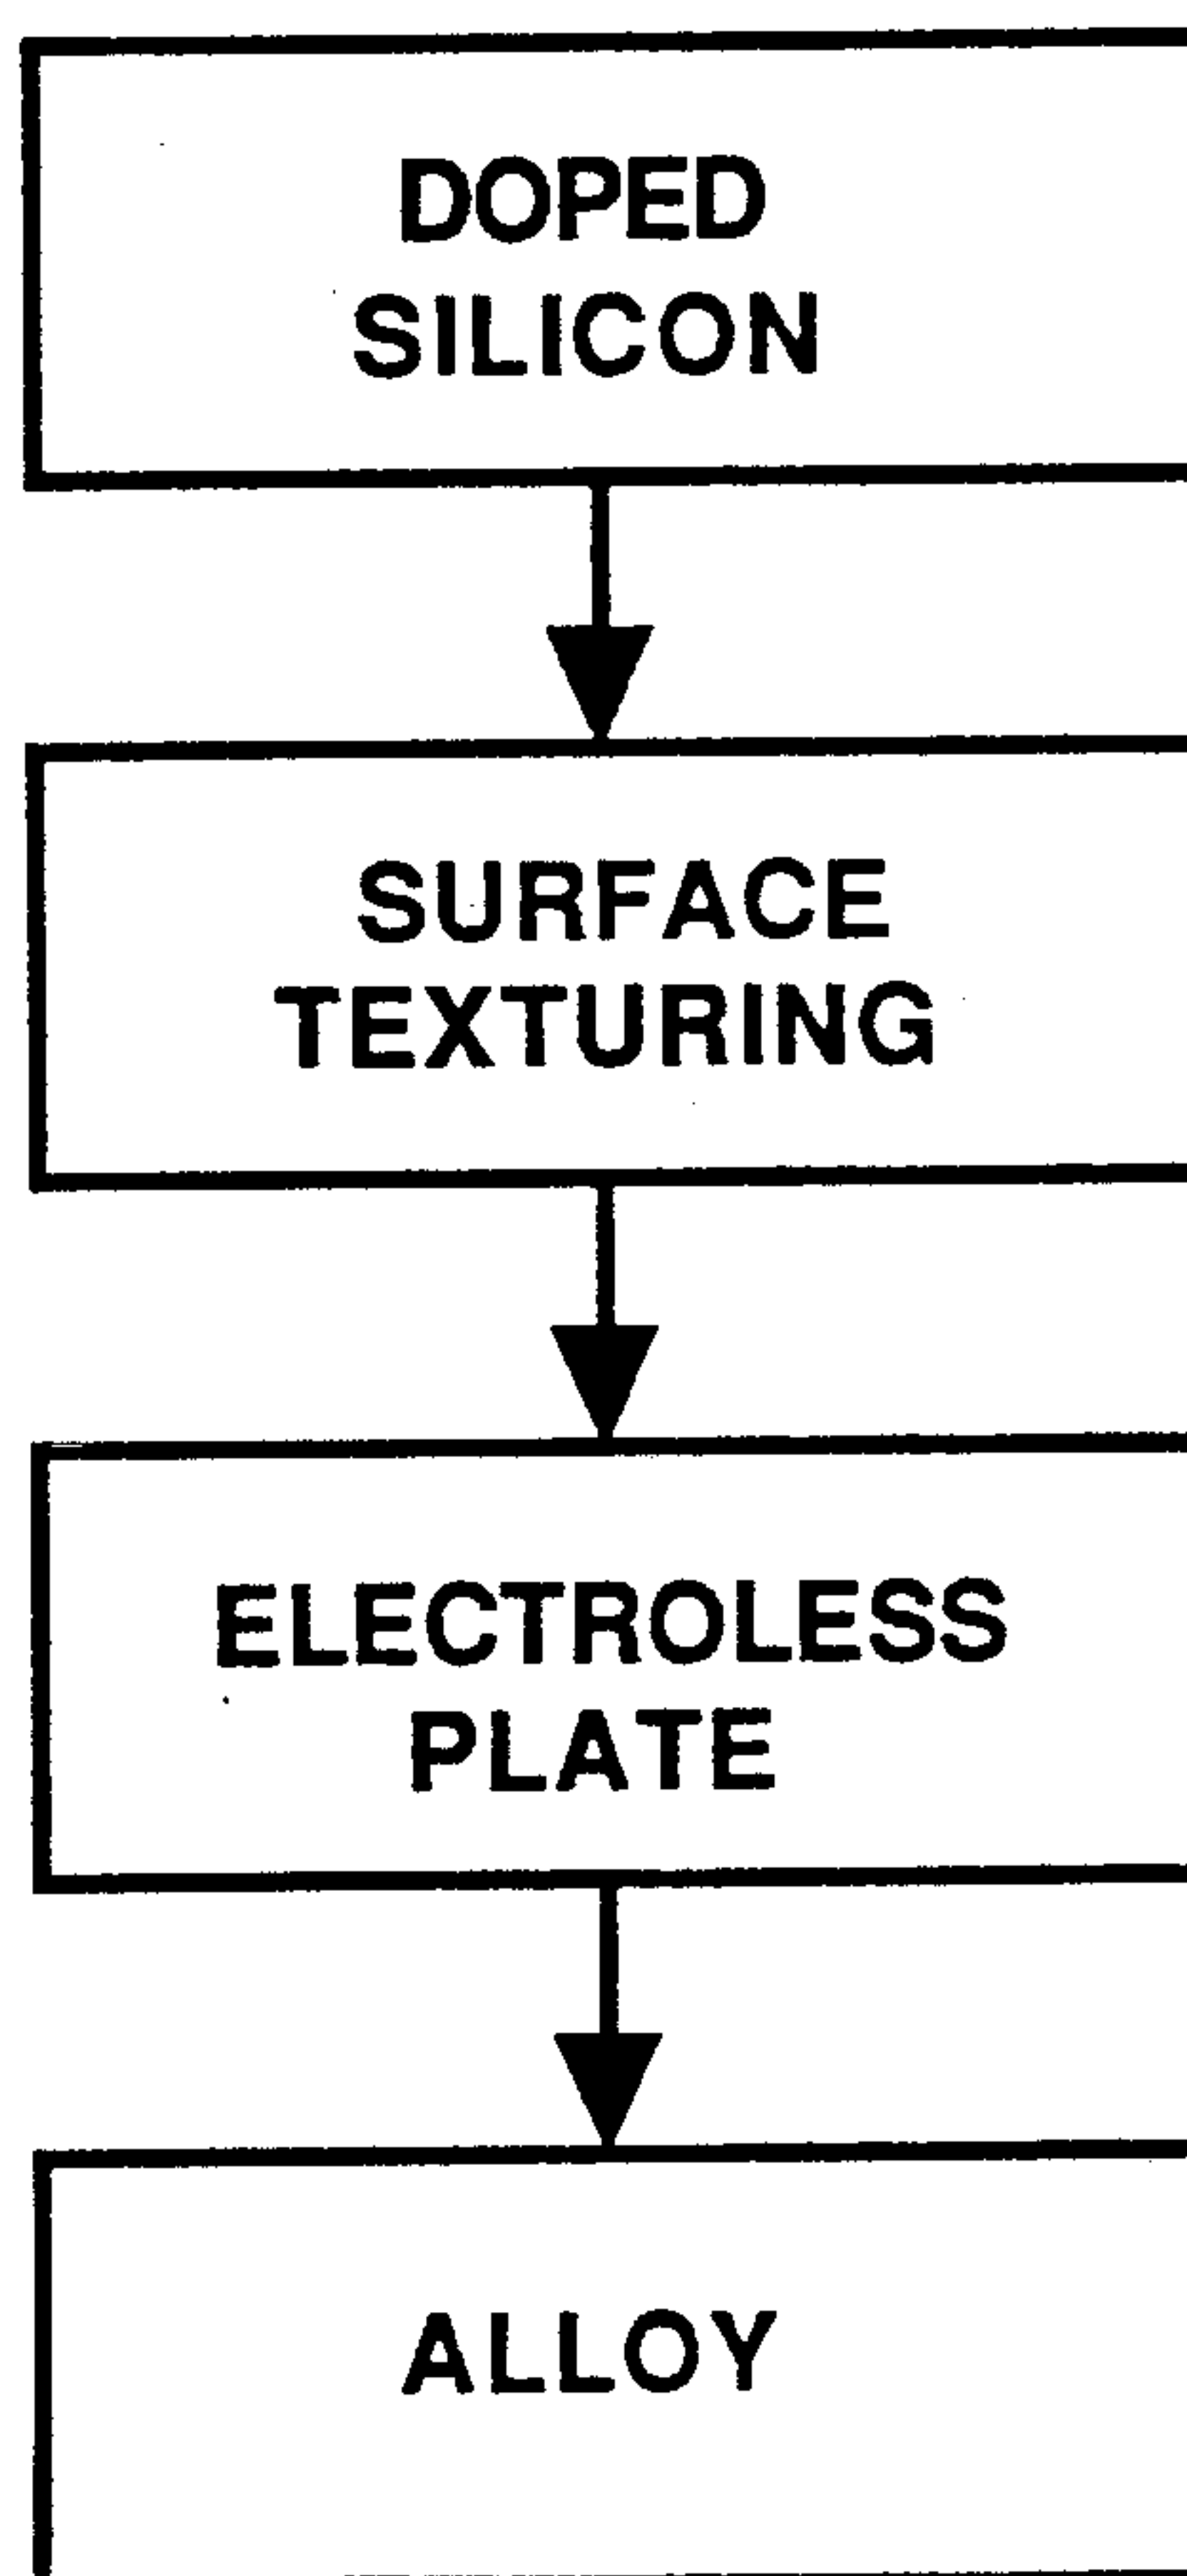 DOPED
SILICON
SURFACE
TEXTURING
ELECTROLESS
PLATE
ALLOY